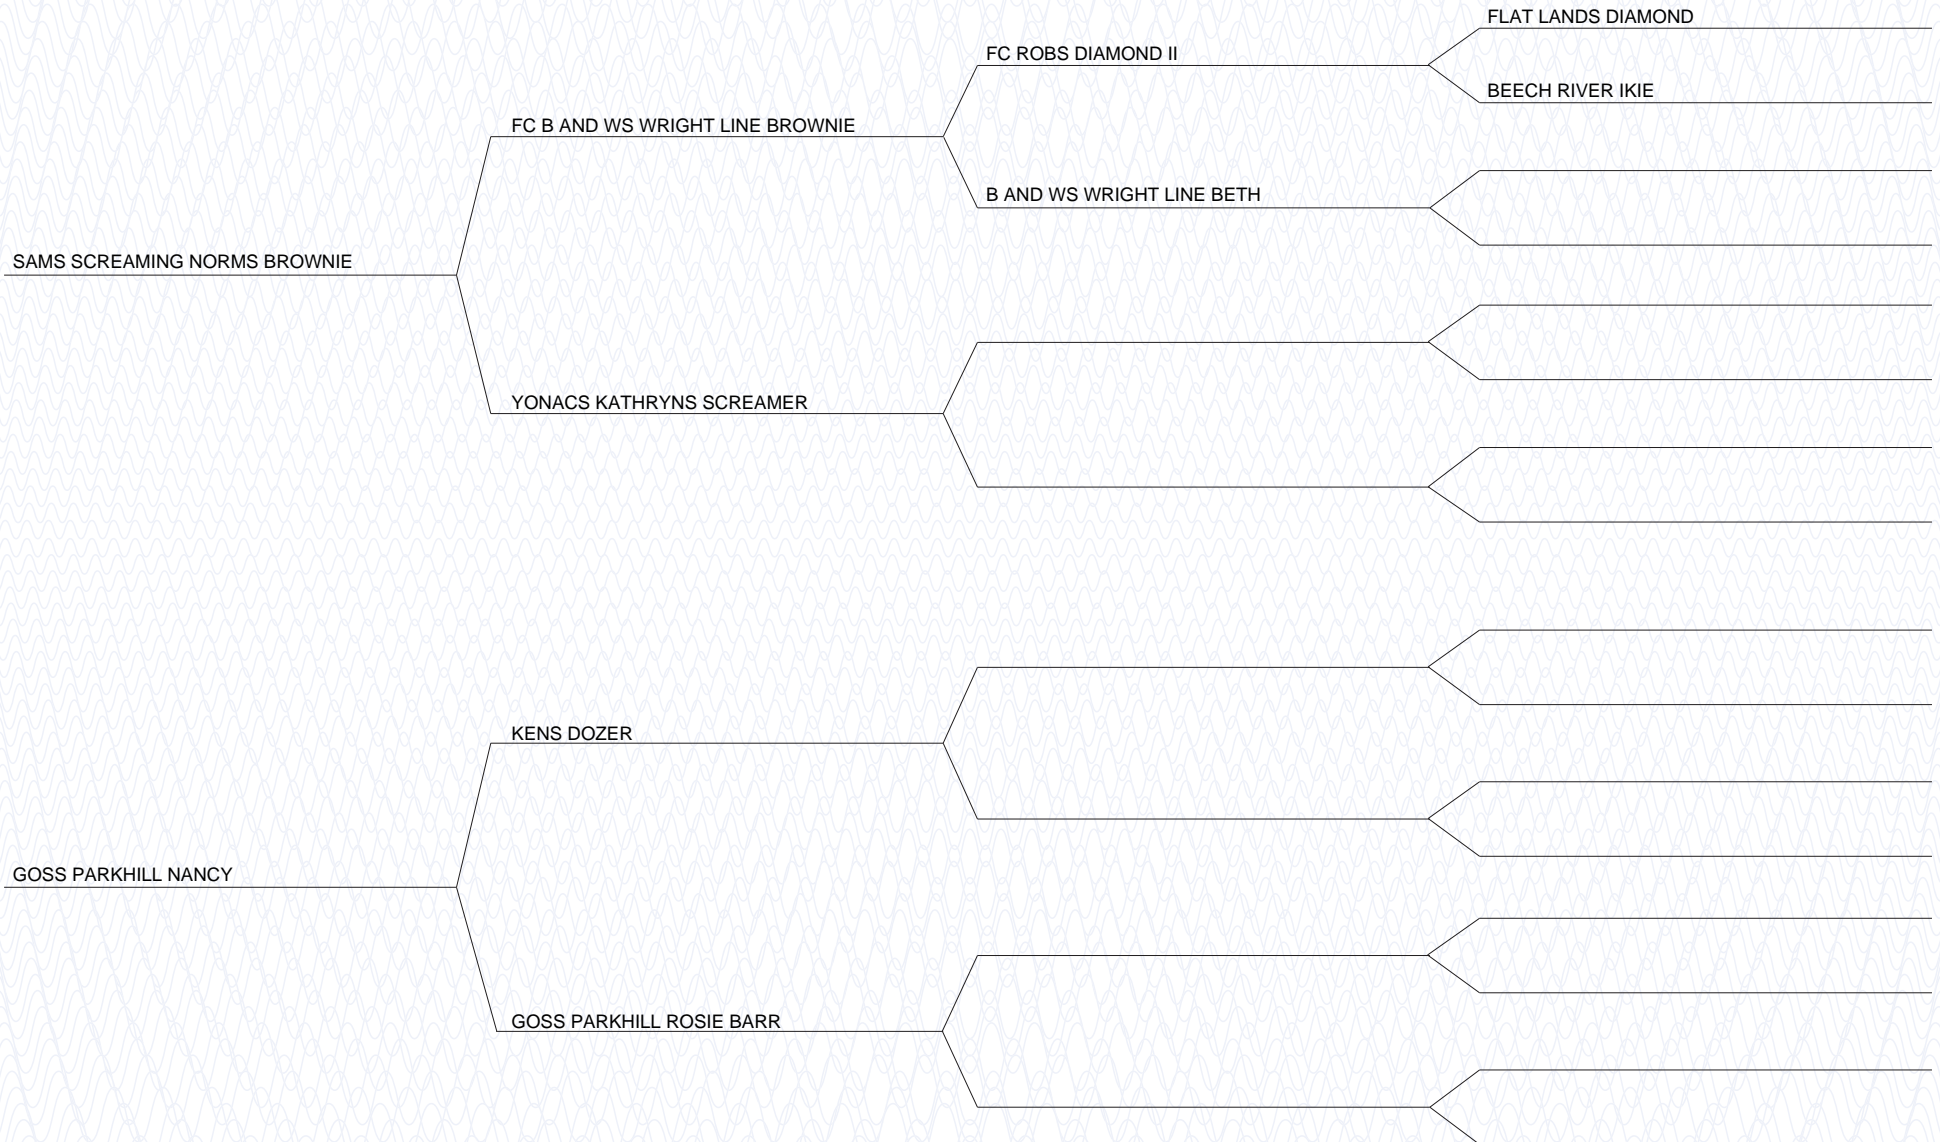 FLAT LANDS DIAMOND
FC ROBS DIAMOND II
BEECH RIVER IKIE
FC B AND WS WRIGHT LINE BROWNIE
B AND WS WRIGHT LINE BETH
SAMS SCREAMING NORMS BROWNIE
YONACS KATHRYNS SCREAMER
KENS DOZER
GOSS PARKHILL NANCY
GOSS PARKHILL ROSIE BARR